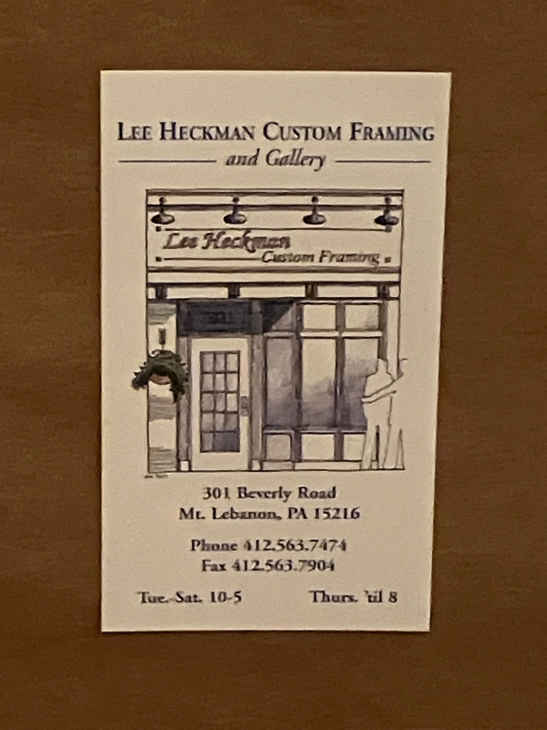 LEE HECKMAN CUSTOM FRAMING
and Gallery
Lee Heckman
Custom Framing
301 Beverly Road
Mt. Lebanon, PA 15216
Phone 412.563.7474
Fax 412.563.7904
Tue.-Sat. 10-5 Thurs. 'til 8